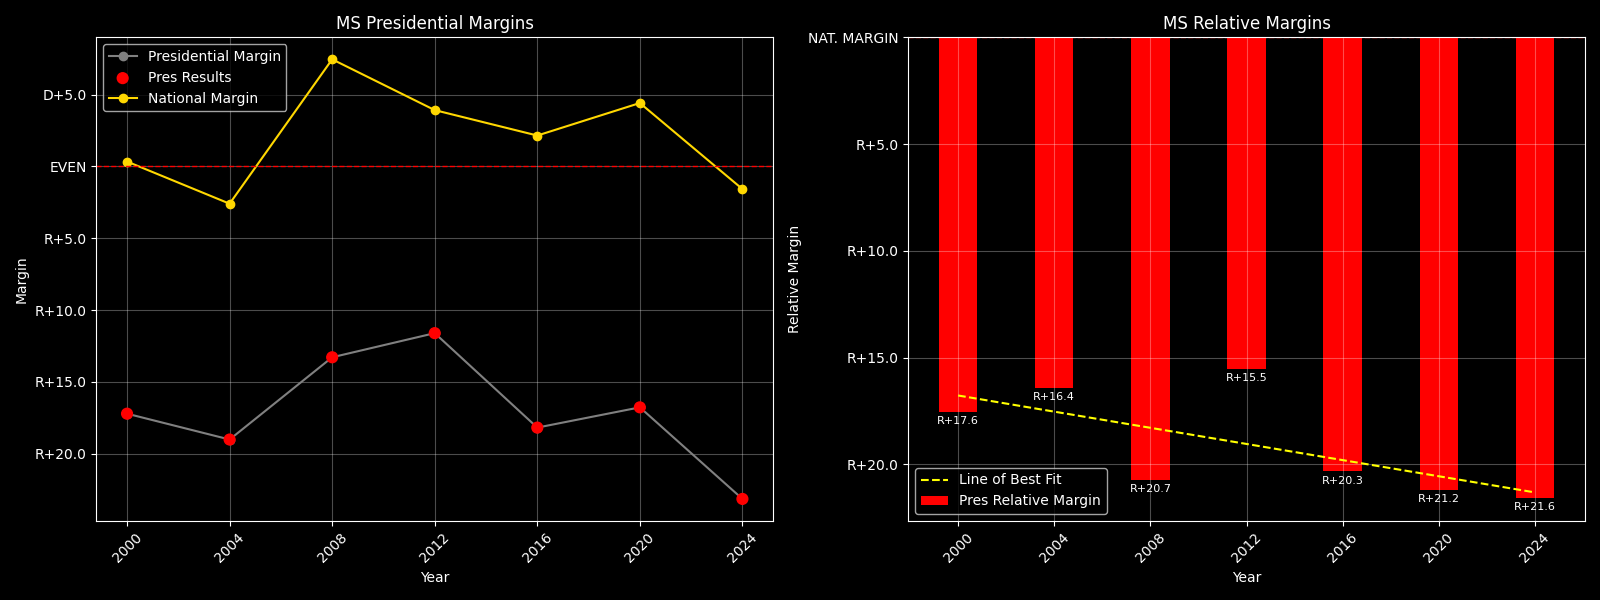 MS Presidential Margins
Presidential Margin
Pres Results
National Margin
D+5.0
EVEN
R+5.0
R+10.0
R+15.0
R+20.0
Margin
2000
2004
2008
2012
2016
2020
2024
Year
MS Relative Margins
NAT. MARGIN
R+5.0
R+10.0
R+15.0
R+20.0
Relative Margin
R+17.6
R+16.4
R+20.7
R+15.5
R+20.3
R+21.2
R+21.6
Line of Best Fit
Pres Relative Margin
2000
2004
2008
2012
2016
2020
2024
Year